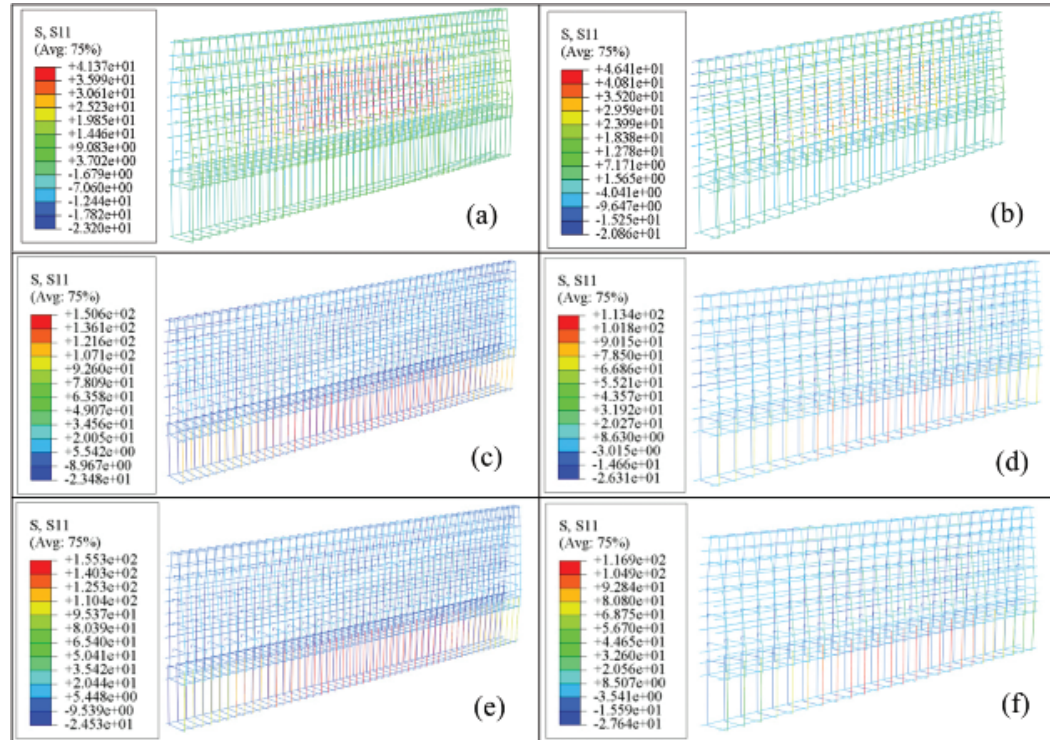 S, S11
(Avg: 75%)
+4.137e+01
+3.599e+01
+3.061e+01
+2.523e+01
+1.985e+01
+1.446e+01
+9.083e+00
+3.702e+00
-1.679e+00
-7.060e+00
-1.244e+01
-1.782e+01
-2.320e+01
(a)
S, S11
(Avg: 75%)
+4.641e+01
+4.081e+01
+3.520e+01
+2.959e+01
+2.399e+01
+1.838e+01
+1.278e+01
+7.171e+00
+1.565e+00
-4.041e+00
-9.647e+00
-1.525e+01
-2.086e+01
(b)
S, S11
(Avg: 75%)
+1.506e+02
+1.361e+02
+1.216e+02
+1.071e+02
+9.260e+01
+7.809e+01
+6.358e+01
+4.907e+01
+3.456e+01
+2.005e+01
+5.542e+00
-8.967e+00
-2.348e+01
(c)
S, S11
(Avg: 75%)
+1.134e+02
+1.018e+02
+9.015e+01
+7.850e+01
+6.686e+01
+5.521e+01
+4.357e+01
+3.192e+01
+2.027e+01
+8.630e+00
-3.015e+00
-1.466e+01
-2.631e+01
(d)
S, S11
(Avg: 75%)
+1.553e+02
+1.403e+02
+1.253e+02
+1.104e+02
+9.537e+01
+8.039e+01
+6.540e+01
+5.041e+01
+3.542e+01
+2.044e+01
+5.448e+00
-9.539e+00
-2.453e+01
(e)
S, S11
(Avg: 75%)
+1.169e+02
+1.049e+02
+9.284e+01
+8.080e+01
+6.875e+01
+5.670e+01
+4.465e+01
+3.260e+01
+2.056e+01
+8.507e+00
-3.541e+00
-1.559e+01
-2.764e+01
(f)